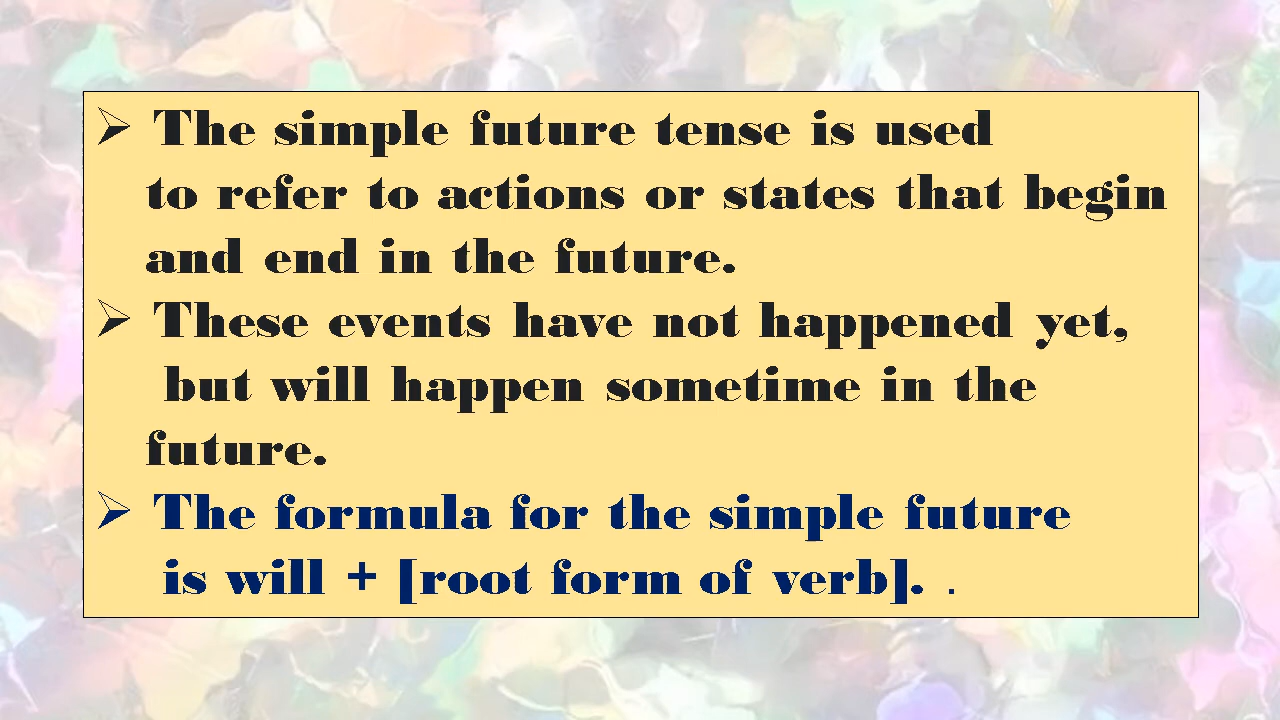 ➢ The simple future tense is used
to refer to actions or states that begin
and end in the future.
➢ These events have not happened yet,
but will happen sometime in the
future.
➢ The formula for the simple future
is will + [root form of verb]. .